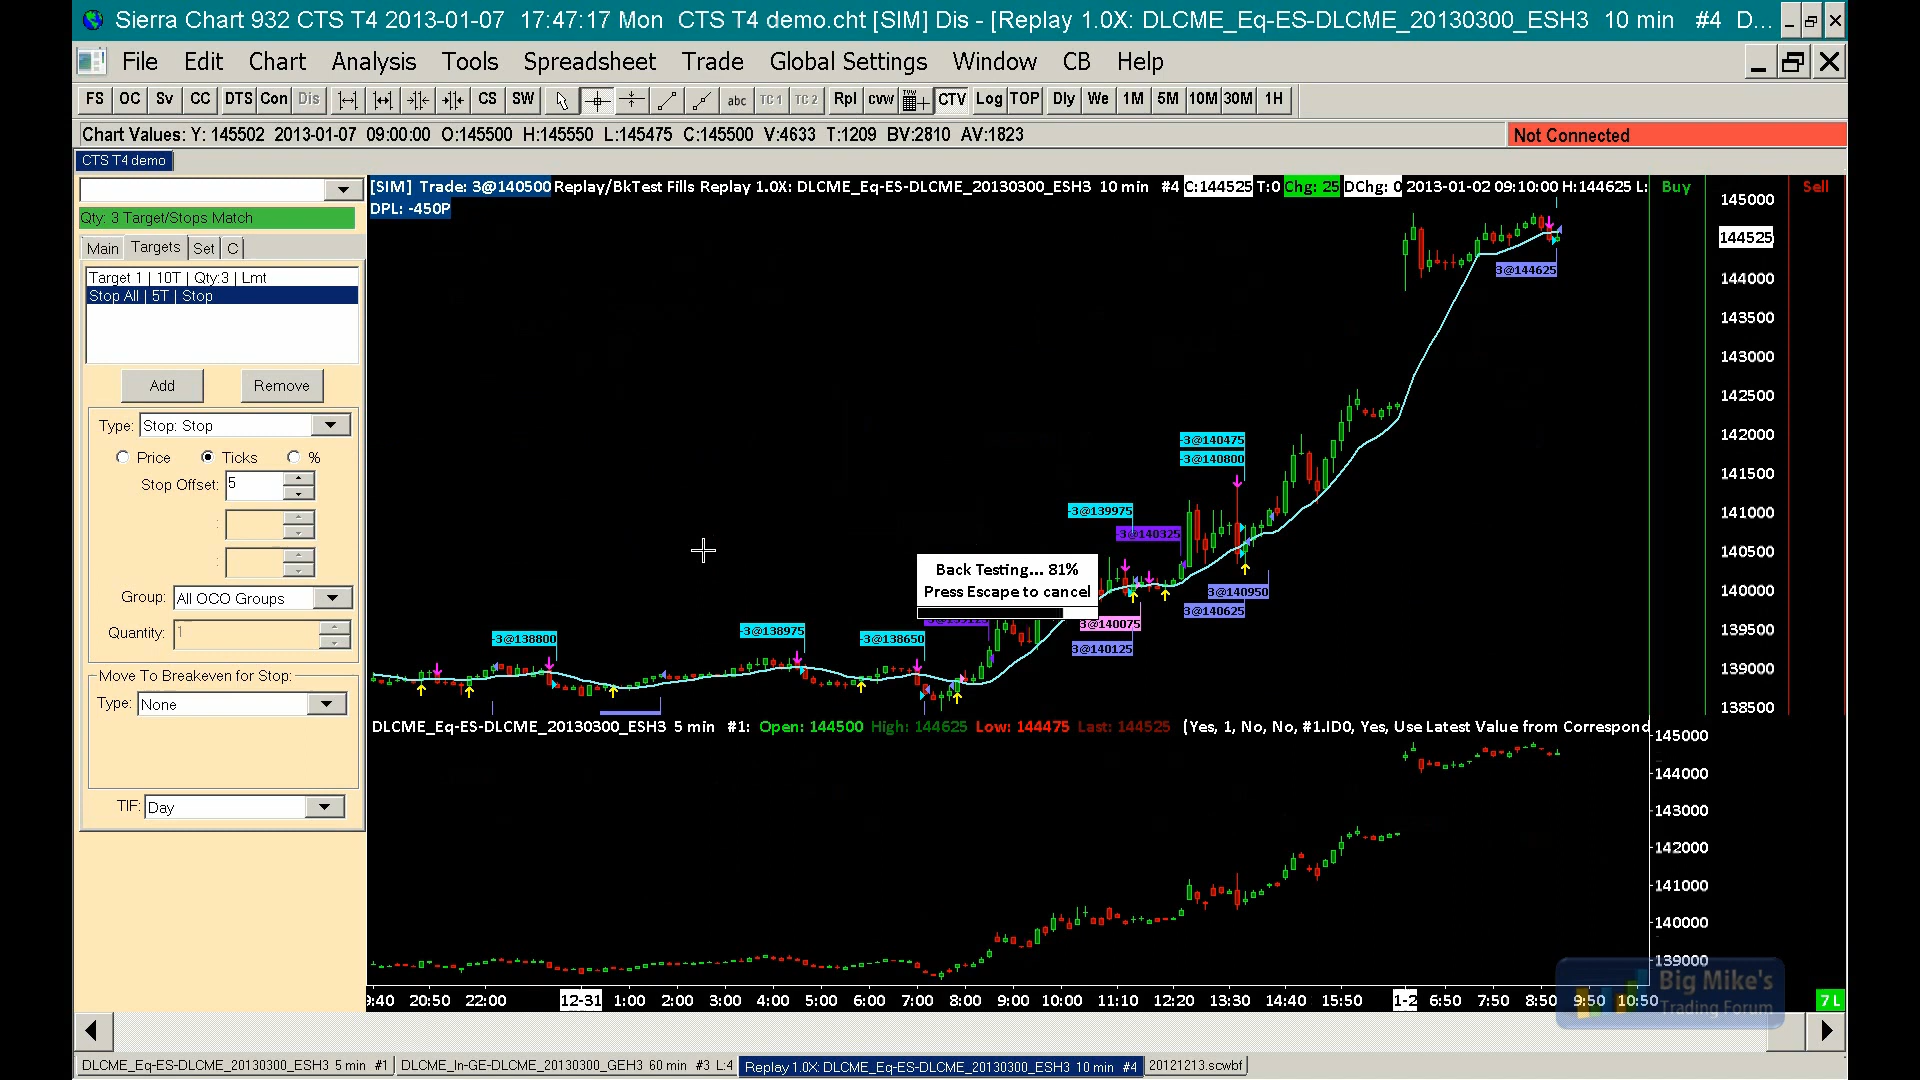 Sierra Chart 932 CTS T4 2013-01-07 17:47:17 Mon CTS T4 demo.cht [SIM] Dis - [Replay 1.0X: DLCME_Eq-ES-DLCME_20130300_ESH3 10 min #4 D...
File Edit Chart Analysis Tools Spreadsheet Trade Global Settings Window CB Help
FS OC Sv CC DTS Con Dis CS SW abc TC 1 TC 2 Rpl cvw CTV Log TOP Dly We 1M 5M 10M 30M 1H
Chart Values: Y: 145502 2013-01-07 09:00:00 O:145500 H:145550 L:145475 C:145500 V:4633 T:1209 BV:2810 AV:1823
Not Connected
CTS T4 demo
[SIM] Trade: 3@140500 Replay/BkTest Fills Replay 1.0X: DLCME_Eq-ES-DLCME_20130300_ESH3 10 min #4 C:144525 T:0 Chg: 25 DChg: 0 2013-01-02 09:10:00 H:144625 L:
Buy
Sell
DPL: -450P
Qty: 3 Target/Stops Match
Main Targets Set C
Target 1 | 10T | Qty:3 | Lmt
Stop All | 5T | Stop
Add Remove
Type: Stop: Stop
Price Ticks %
Stop Offset: 5
:
:
Group: All OCO Groups
Quantity: 1
Move To Breakeven for Stop:
Type: None
TIF: Day
145000
144525
144000
143500
143000
142500
142000
141500
141000
140500
140000
139500
139000
138500
3@144625
-3@140475
-3@140800
-3@139975
-3@140325
Back Testing... 81%
Press Escape to cancel
3@140950
3@140625
3@140075
3@140125
-3@138800
-3@138975
-3@138650
DLCME_Eq-ES-DLCME_20130300_ESH3 5 min #1: Open: 144500 High: 144625 Low: 144475 Last: 144525 (Yes, 1, No, No, #1.ID0, Yes, Use Latest Value from Correspond
145000
144000
143000
142000
141000
140000
139000
Big Mike's
Trading Forum
9:40 20:50 22:00 12-31 1:00 2:00 3:00 4:00 5:00 6:00 7:00 8:00 9:00 10:00 11:10 12:20 13:30 14:40 15:50 1-2 6:50 7:50 8:50 9:50 10:50
7 L
DLCME_Eq-ES-DLCME_20130300_ESH3 5 min #1 DLCME_In-GE-DLCME_20130300_GEH3 60 min #3 L:4 Replay 1.0X: DLCME_Eq-ES-DLCME_20130300_ESH3 10 min #4 20121213.scwbf